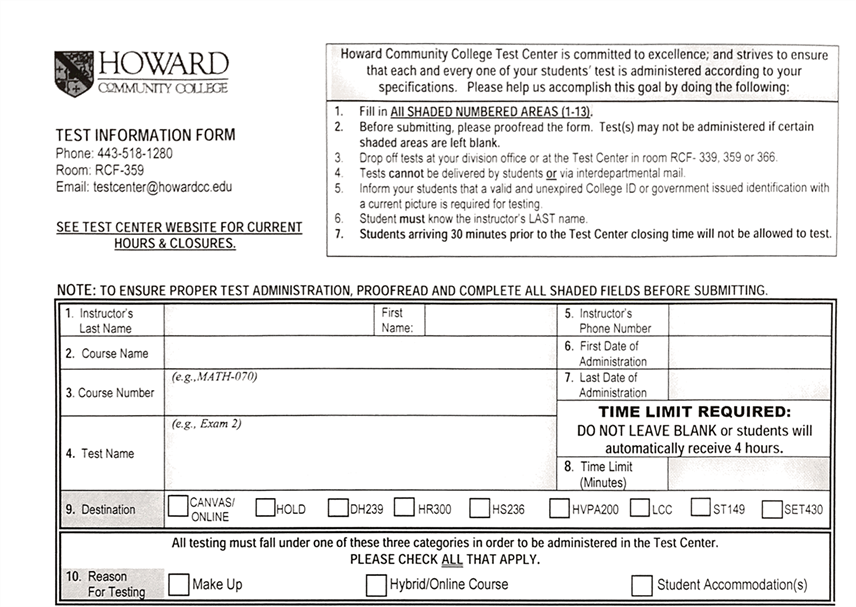 HOWARD
COMMUNITY COLLEGE
TEST INFORMATION FORM
Phone: 443-518-1280
Room: RCF-359
Email: testcenter@howardcc.edu
SEE TEST CENTER WEBSITE FOR CURRENT
HOURS & CLOSURES.
Howard Community College Test Center is committed to excellence; and strives to ensure
that each and every one of your students' test is administered according to your
specifications. Please help us accomplish this goal by doing the following:
1. Fill in All SHADED NUMBERED AREAS (1-13).
2. Before submitting, please proofread the form. Test(s) may not be administered if certain
shaded areas are left blank.
3. Drop off tests at your division office or at the Test Center in room RCF- 339, 359 or 366.
4. Tests cannot be delivered by students or via interdepartmental mail.
5. Inform your students that a valid and unexpired College ID or government issued identification with
a current picture is required for testing.
6. Student must know the instructor's LAST name.
7. Students arriving 30 minutes prior to the Test Center closing time will not be allowed to test.
NOTE: TO ENSURE PROPER TEST ADMINISTRATION, PROOFREAD AND COMPLETE ALL SHADED FIELDS BEFORE SUBMITTING.
1. Instructor's
Last Name
First
Name:
5. Instructor's
Phone Number
2. Course Name
6. First Date of
Administration
3. Course Number
(e.g.,MATH-070)
7. Last Date of
Administration
TIME LIMIT REQUIRED:
DO NOT LEAVE BLANK or students will
automatically receive 4 hours.
4. Test Name
(e.g., Exam 2)
8. Time Limit
(Minutes)
9. Destination
CANVAS/
ONLINE
HOLD
DH239
HR300
HS236
HVPA200
LCC
ST149
SET430
All testing must fall under one of these three categories in order to be administered in the Test Center.
PLEASE CHECK ALL THAT APPLY.
10. Reason
For Testing
Make Up
Hybrid/Online Course
Student Accommodation(s)